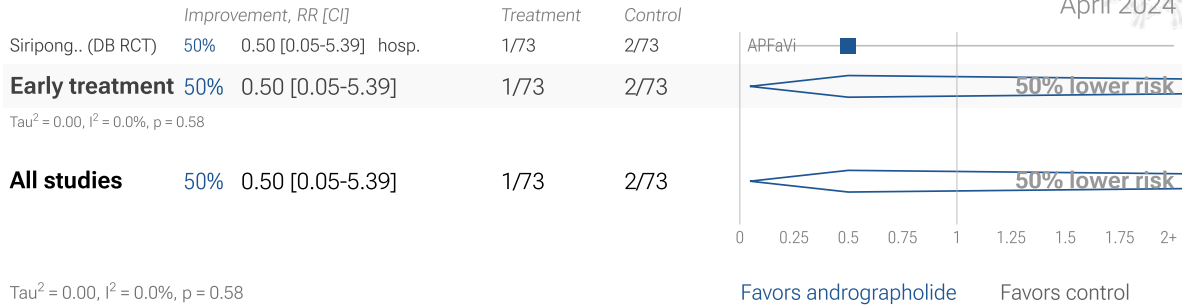 April 2024
Improvement, RR [CI] Treatment Control
Siripong.. (DB RCT) 50% 0.50 [0.05-5.39] hosp. 1/73 2/73 APFaVi
Early treatment 50% 0.50 [0.05-5.39] 1/73 2/73 50% lower risk
Tau² = 0.00, I² = 0.0%, p = 0.58
All studies 50% 0.50 [0.05-5.39] 1/73 2/73 50% lower risk
0 0.25 0.5 0.75 1 1.25 1.5 1.75 2+
Tau² = 0.00, I² = 0.0%, p = 0.58 Favors andrographolide Favors control